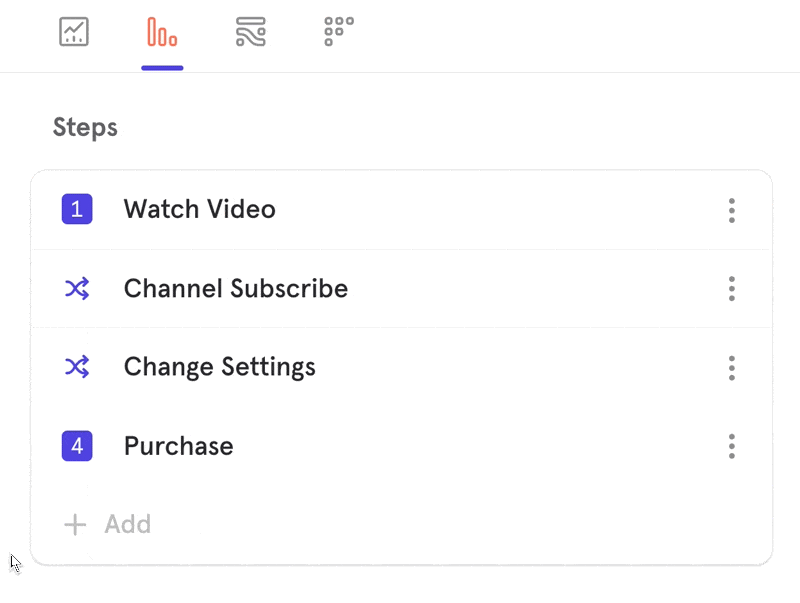 Steps
1 Watch Video
Channel Subscribe
Change Settings
4 Purchase
+ Add